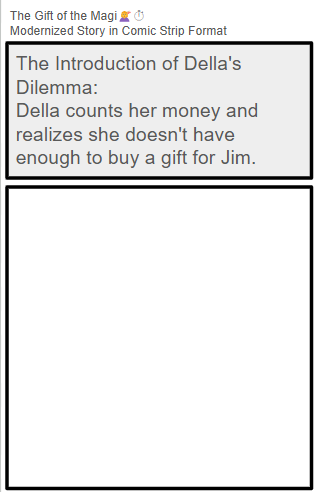 The Gift of the Magi💇‍♀️⏱️
Modernized Story in Comic Strip Format
The Introduction of Della's
Dilemma:
Della counts her money and
realizes she doesn't have
enough to buy a gift for Jim.